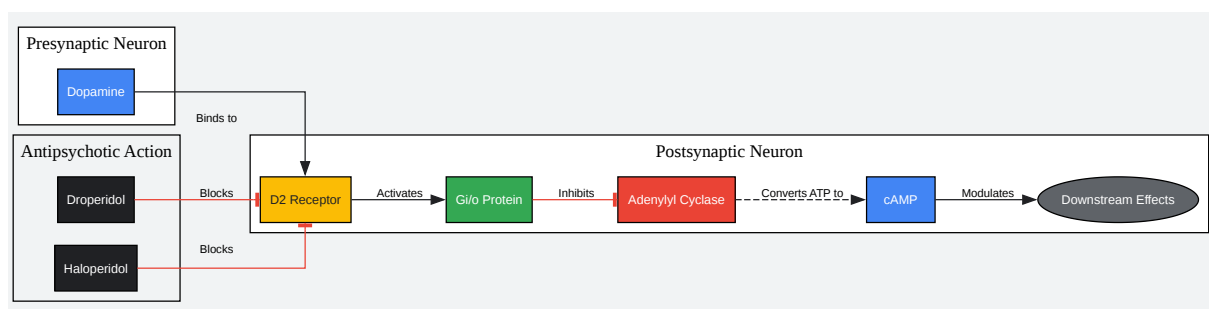 Presynaptic Neuron
Dopamine
Binds to
Antipsychotic Action
Postsynaptic Neuron
Droperidol
Blocks
D2 Receptor
Activates
Gi/o Protein
Inhibits
Adenylyl Cyclase
Converts ATP to
cAMP
Modulates
Downstream Effects
Blocks
Haloperidol